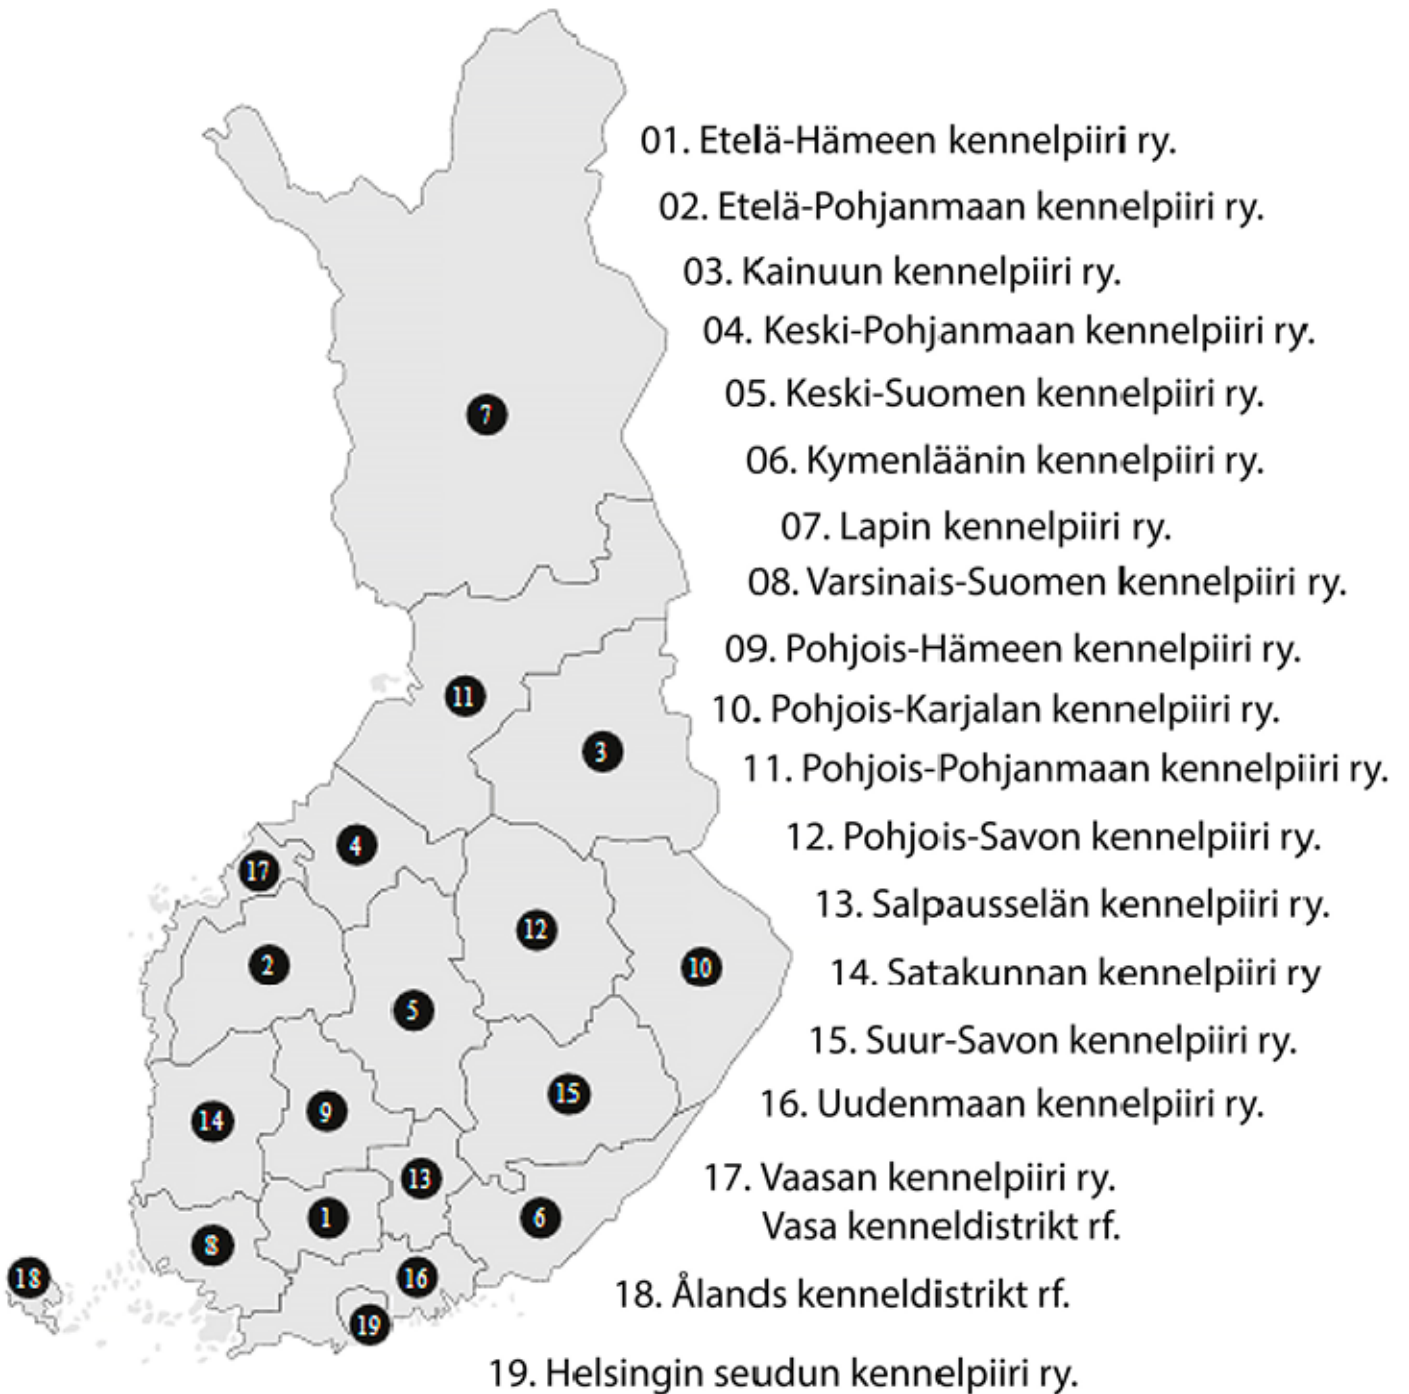 01. Etelä-Hämeen kennelpiiri ry.
02. Etelä-Pohjanmaan kennelpiiri ry.
03. Kainuun kennelpiiri ry.
04. Keski-Pohjanmaan kennelpiiri ry.
05. Keski-Suomen kennelpiiri ry.
06. Kymenläänin kennelpiiri ry.
07. Lapin kennelpiiri ry.
08. Varsinais-Suomen kennelpiiri ry.
09. Pohjois-Hämeen kennelpiiri ry.
10. Pohjois-Karjalan kennelpiiri ry.
11. Pohjois-Pohjanmaan kennelpiiri ry.
12. Pohjois-Savon kennelpiiri ry.
13. Salpausselän kennelpiiri ry.
14. Satakunnan kennelpiiri ry
15. Suur-Savon kennelpiiri ry.
16. Uudenmaan kennelpiiri ry.
17. Vaasan kennelpiiri ry.
Vasa kenneldistrikt rf.
18. Ålands kenneldistrikt rf.
19. Helsingin seudun kennelpiiri ry.
7
11
3
4
17
12
2
10
5
15
9
14
13
1
6
8
16
18
19